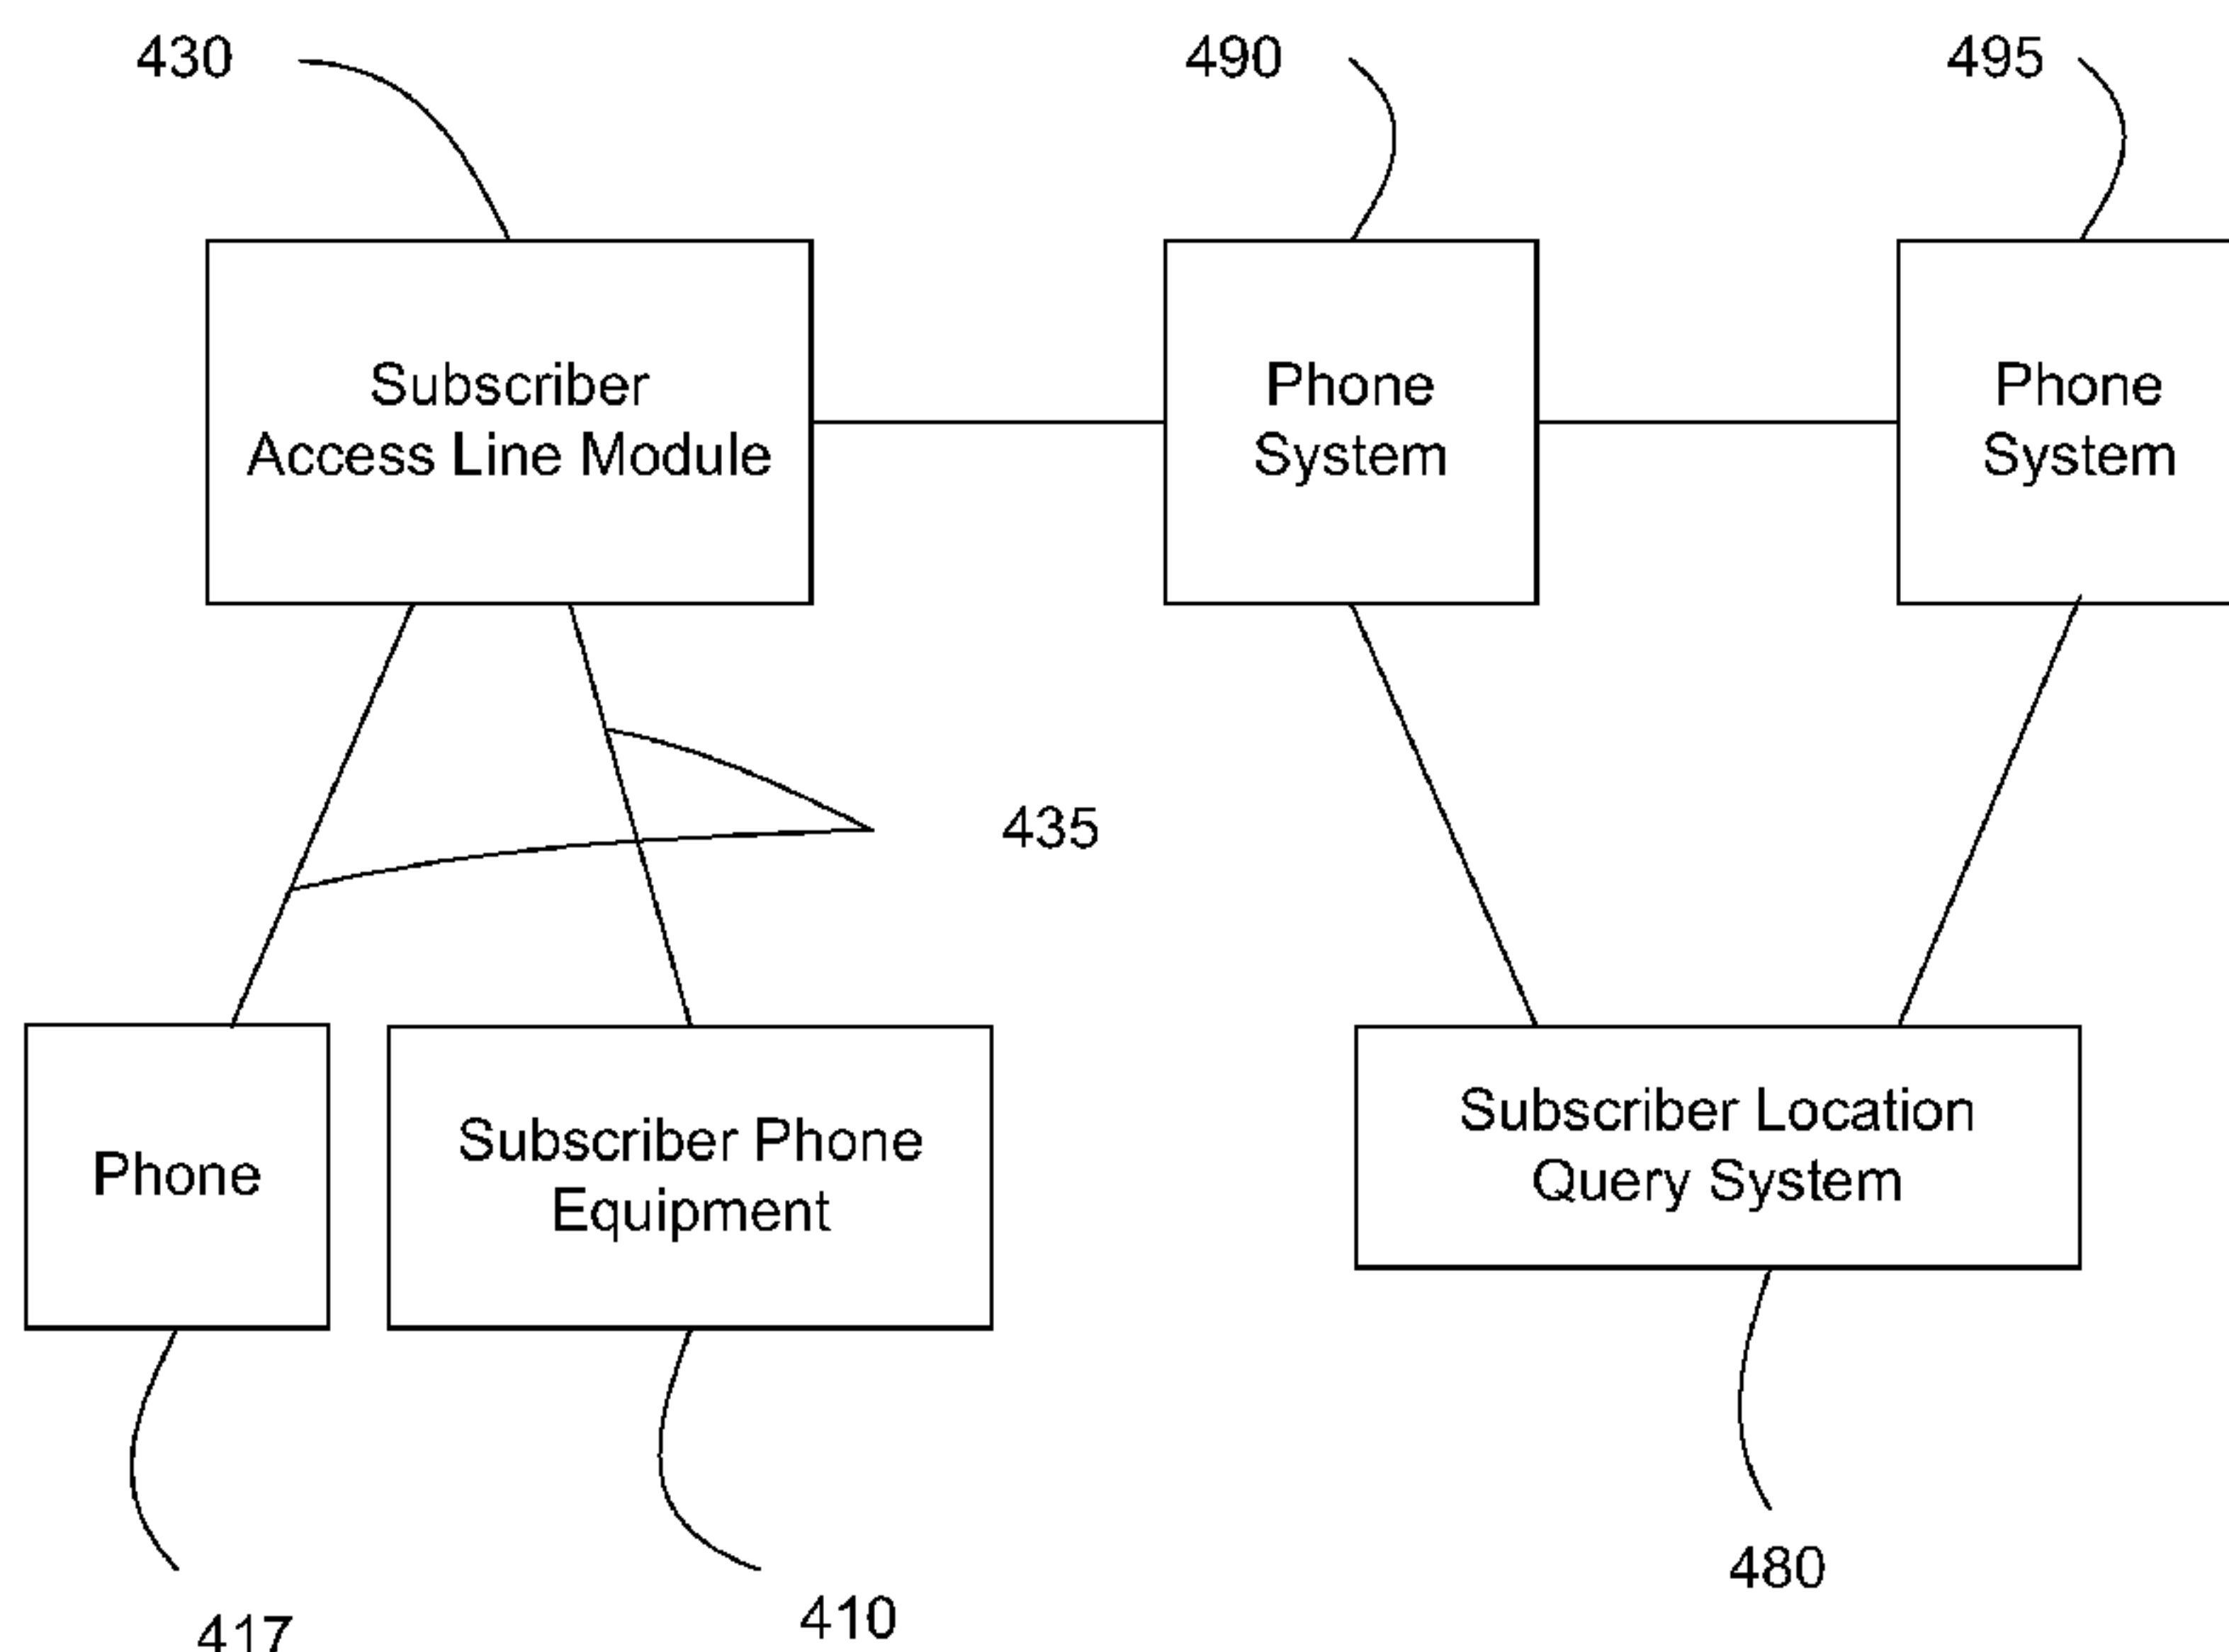 430
490
495
Subscriber
Access Line Module
Phone
System
Phone
System
435
Phone
Subscriber Phone
Equipment
Subscriber Location
Query System
480
417
410